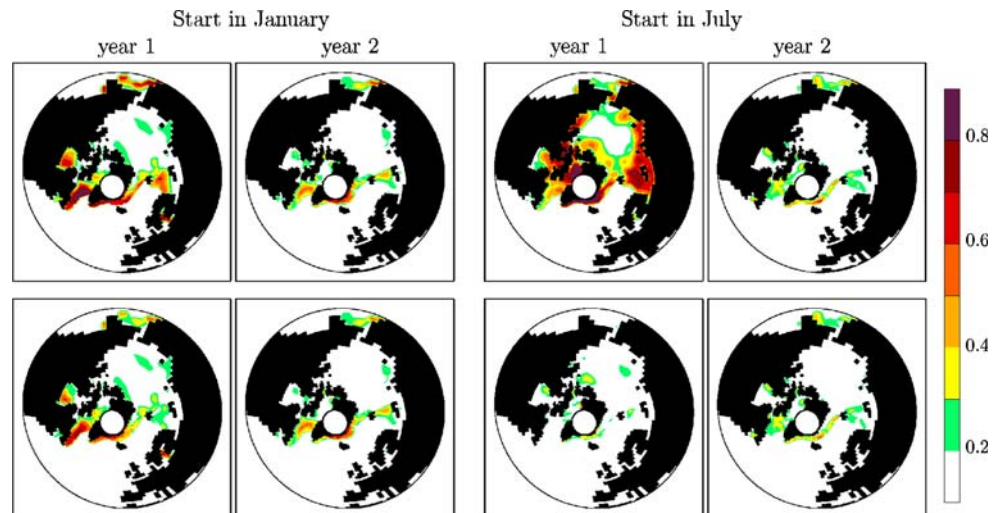 Start in January
Start in July
year 1
year 2
year 1
year 2
0.8
0.6
0.4
0.2